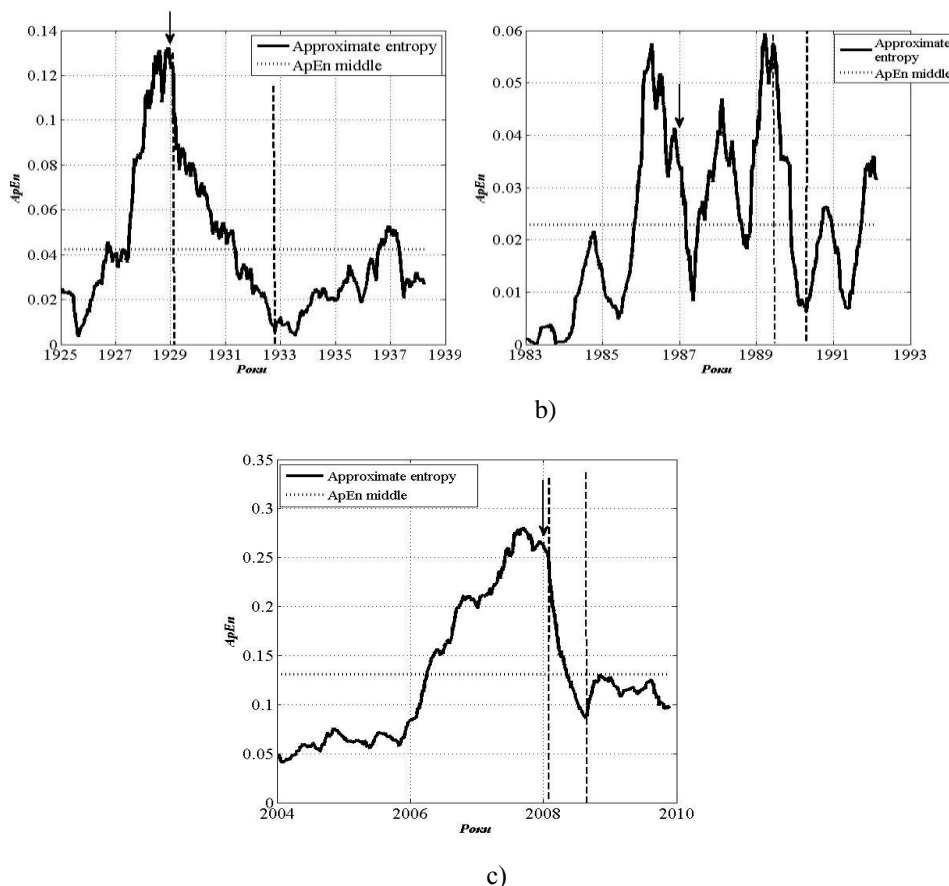 0.14
0.12
0.1
0.08
0.06
0.04
0.02
0
ApEn
Approximate entropy
ApEn middle
1925 1927 1929 1931 1933 1935 1937 1939
Роки
0.06
0.05
0.04
0.03
0.02
0.01
0
ApEn
Approximate
entropy
ApEn middle
1983 1985 1987 1989 1991 1993
Роки
b)
0.35
0.3
0.25
0.2
0.15
0.1
0.05
0
ApEn
Approximate entropy
ApEn middle
2004 2006 2008 2010
Роки
c)